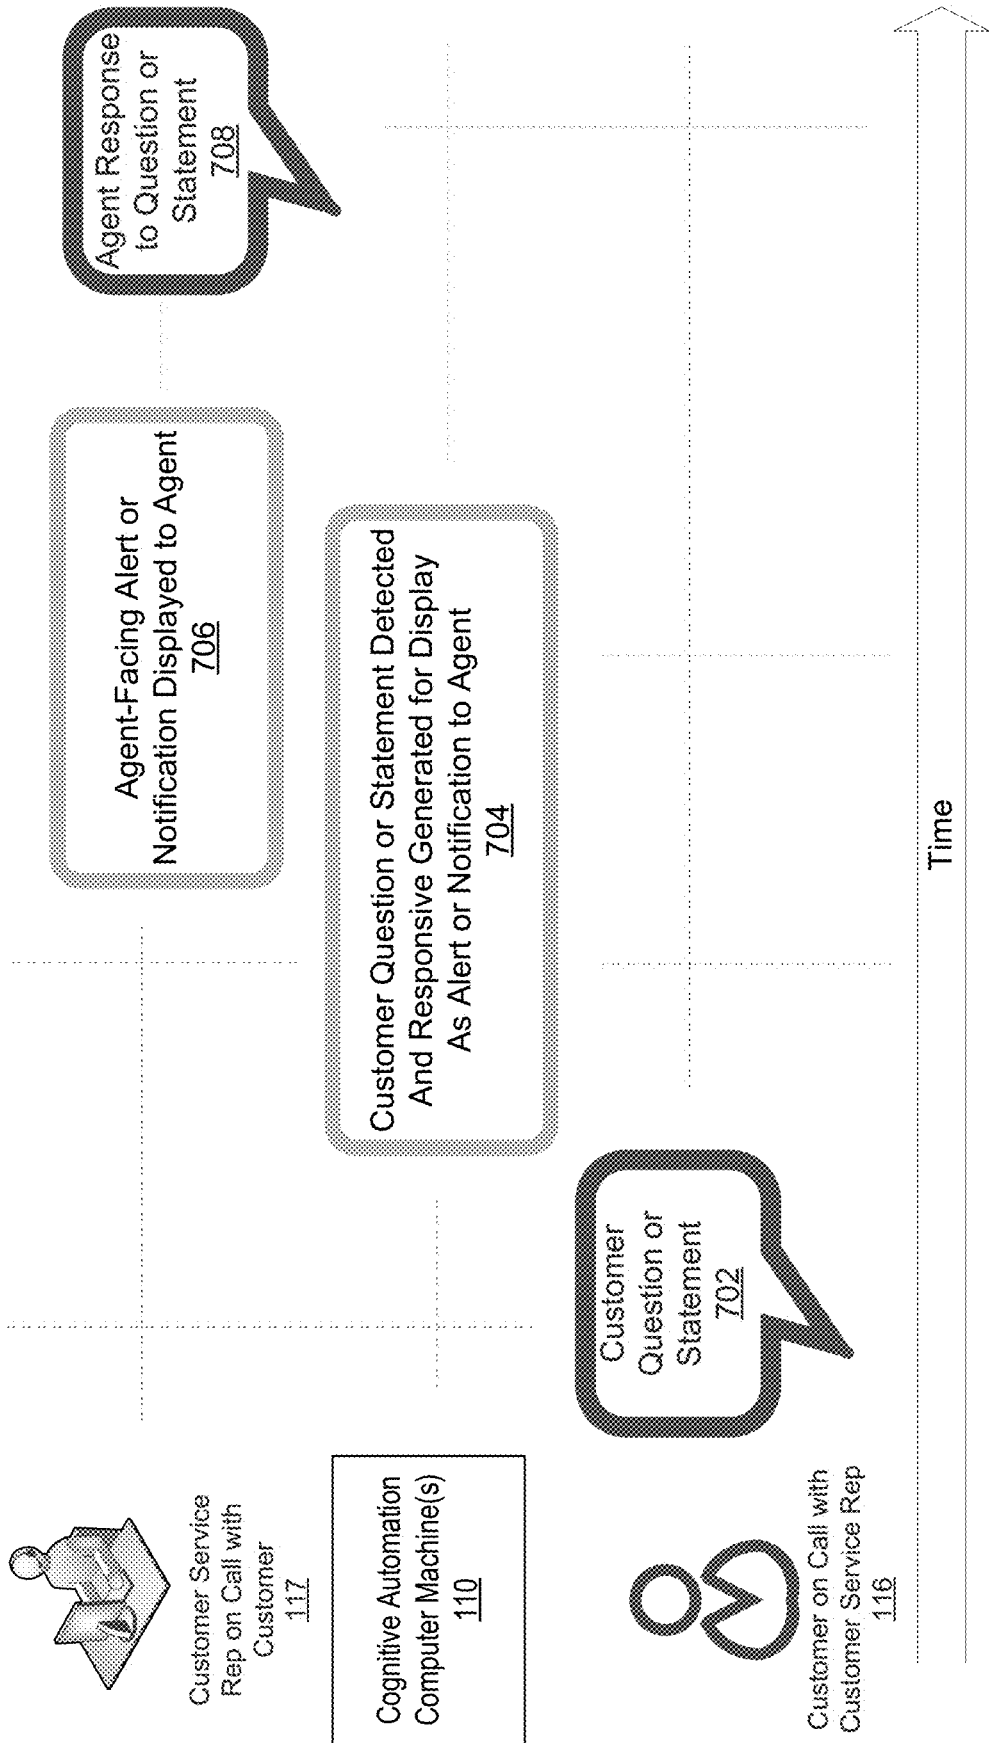 Customer Service
Rep on Call with
Customer
117
Agent-Facing Alert or
Notification Displayed to Agent
706
Agent Response
to Question or
Statement
708
Cognitive Automation
Computer Machine(s)
110
Customer Question or Statement Detected
And Responsive Generated for Display
As Alert or Notification to Agent
704
Customer
Question or
Statement
702
Customer on Call with
Customer Service Rep
116
Time